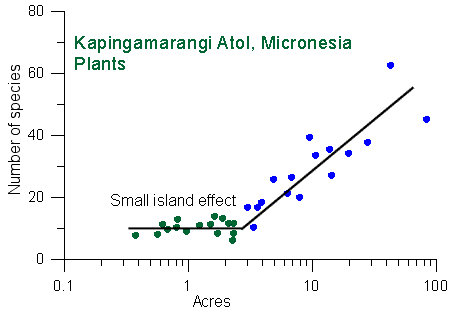 80
Kapingamarangi Atol, Micronesia
Plants
60
Number of species
40
Small island effect
20
0
0.1 1 10 100
Acres